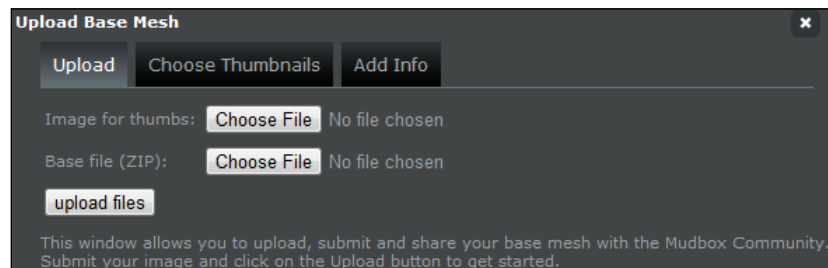 Upload Base Mesh
Upload Choose Thumbnails Add Info
Image for thumbs: Choose File No file chosen
Base file (ZIP): Choose File No file chosen
upload files
This window allows you to upload, submit and share your base mesh with the Mudbox Community.
Submit your image and click on the Upload button to get started.